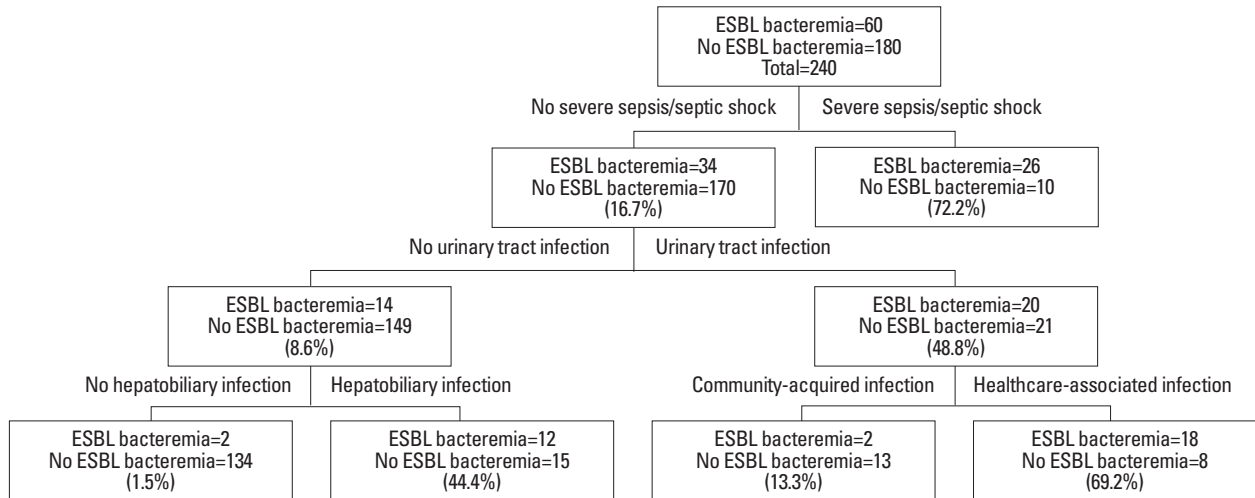 ESBL bacteremia=60
No ESBL bacteremia=180
Total=240
No severe sepsis/septic shock
Severe sepsis/septic shock
ESBL bacteremia=34
No ESBL bacteremia=170
(16.7%)
ESBL bacteremia=26
No ESBL bacteremia=10
(72.2%)
No urinary tract infection
Urinary tract infection
ESBL bacteremia=14
No ESBL bacteremia=149
(8.6%)
ESBL bacteremia=20
No ESBL bacteremia=21
(48.8%)
No hepatobiliary infection
Hepatobiliary infection
Community-acquired infection
Healthcare-associated infection
ESBL bacteremia=2
No ESBL bacteremia=134
(1.5%)
ESBL bacteremia=12
No ESBL bacteremia=15
(44.4%)
ESBL bacteremia=2
No ESBL bacteremia=13
(13.3%)
ESBL bacteremia=18
No ESBL bacteremia=8
(69.2%)